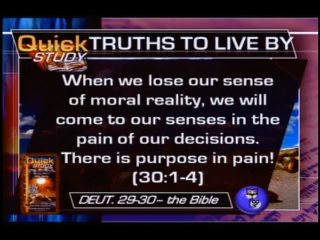 Quick STUDY TRUTHS TO LIVE BY
When we lose our sense
of moral reality, we will
come to our senses in the
pain of our decisions.
There is purpose in pain!
(30:1-4)
Quick
STUDY
DEUT. 29-30– the Bible